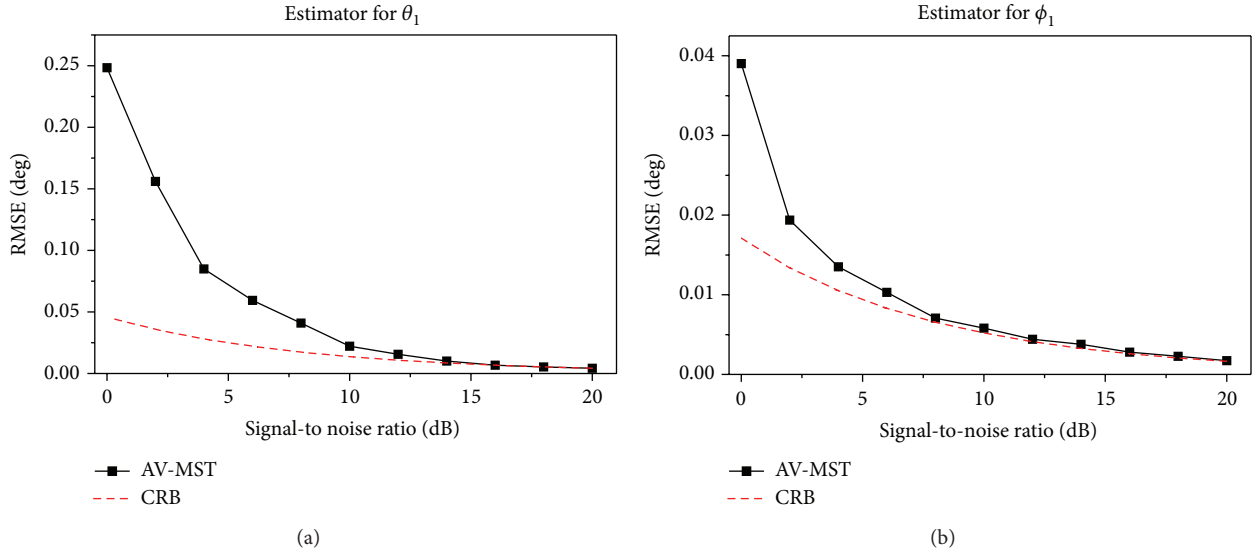 Estimator for θ1
0.25
0.20
0.15
0.10
0.05
0.00
RMSE (deg)
0
5
10
15
20
Signal-to noise ratio (dB)
AV-MST
CRB
(a)
Estimator for ϕ1
0.04
0.03
0.02
0.01
0.00
RMSE (deg)
0
5
10
15
20
Signal-to-noise ratio (dB)
AV-MST
CRB
(b)